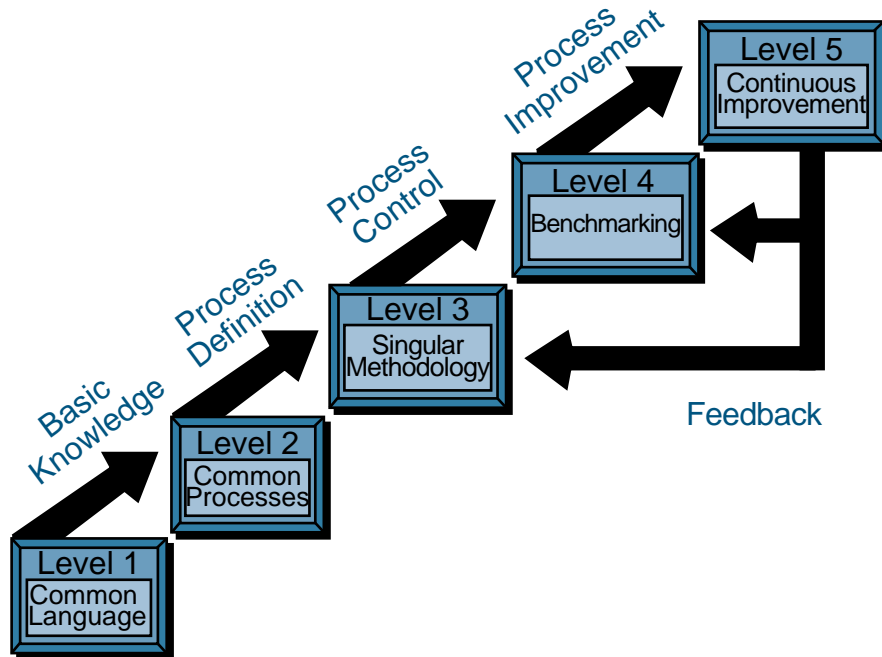 Process
Improvement
Level 5
Continuous
Improvement
Process
Control
Level 4
Benchmarking
Process
Definition
Level 3
Singular
Methodology
Feedback
Basic
Knowledge
Level 2
Common
Processes
Level 1
Common
Language